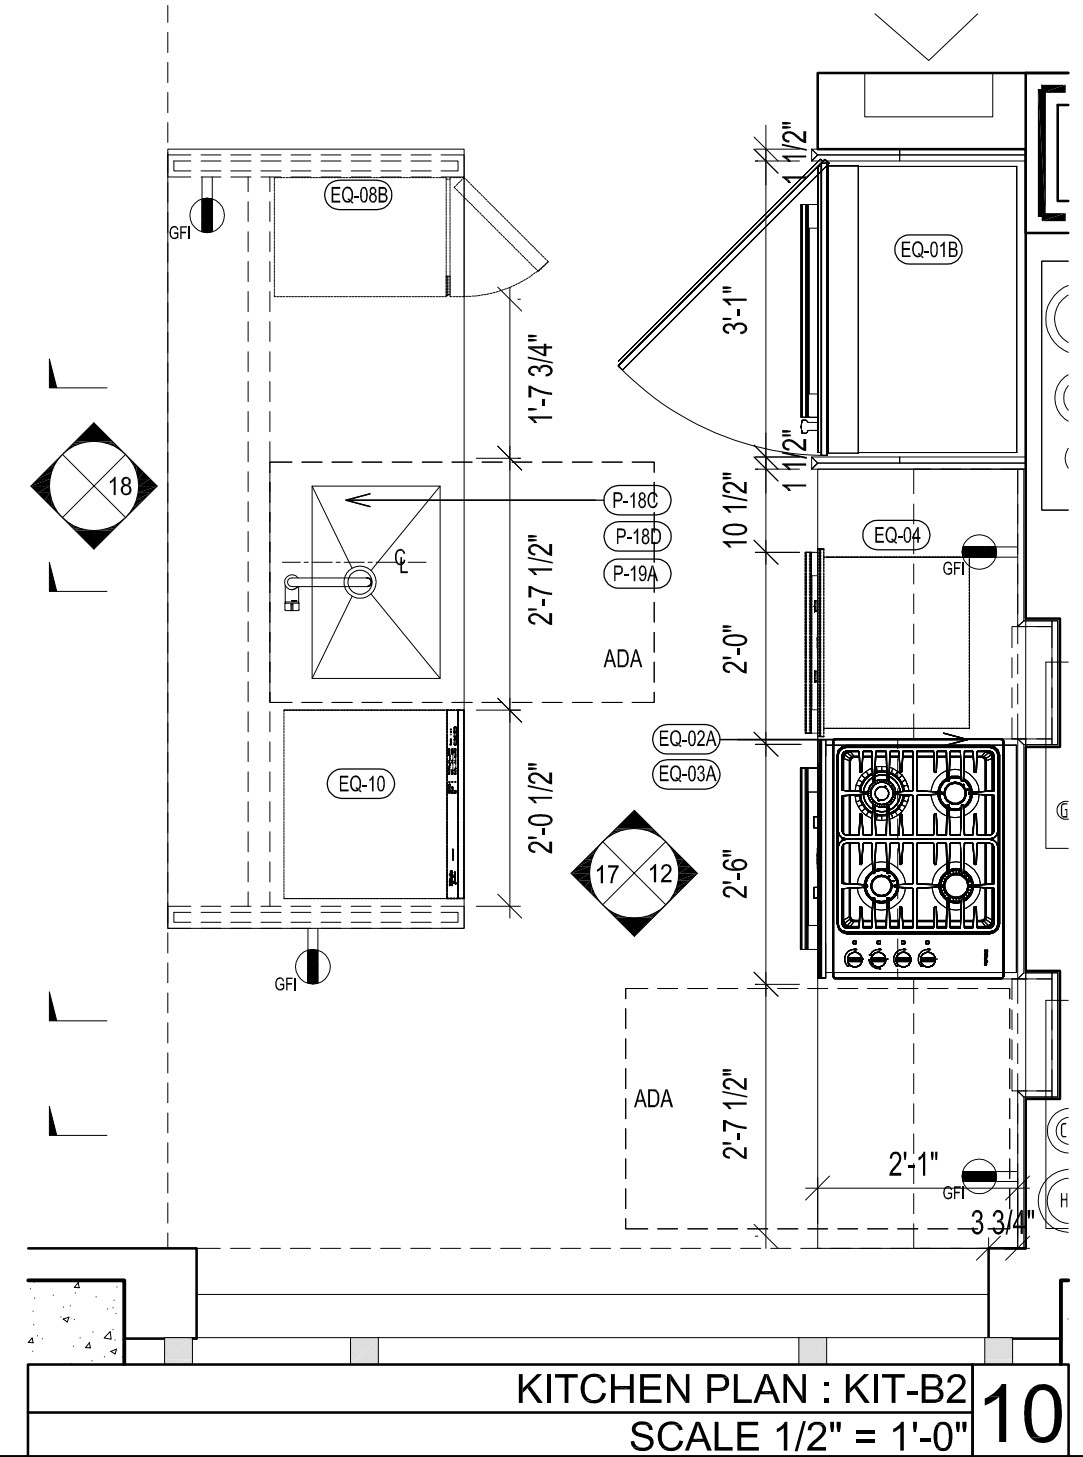 1 1/2"
EQ-08B
GFI
EQ-01B
3'-1"
1'-7 3/4"
1 1/2"
18
P-18C
P-18D
P-19A
10 1/2"
EQ-04
GFI
℄
2'-7 1/2"
ADA
2'-0"
EQ-02A
EQ-03A
EQ-10
2'-0 1/2"
17 12
2'-6"
G
GFI
ADA
2'-7 1/2"
2'-1"
GFI
C
H
3 3/4"
KITCHEN PLAN : KIT-B2
SCALE 1/2" = 1'-0"
10